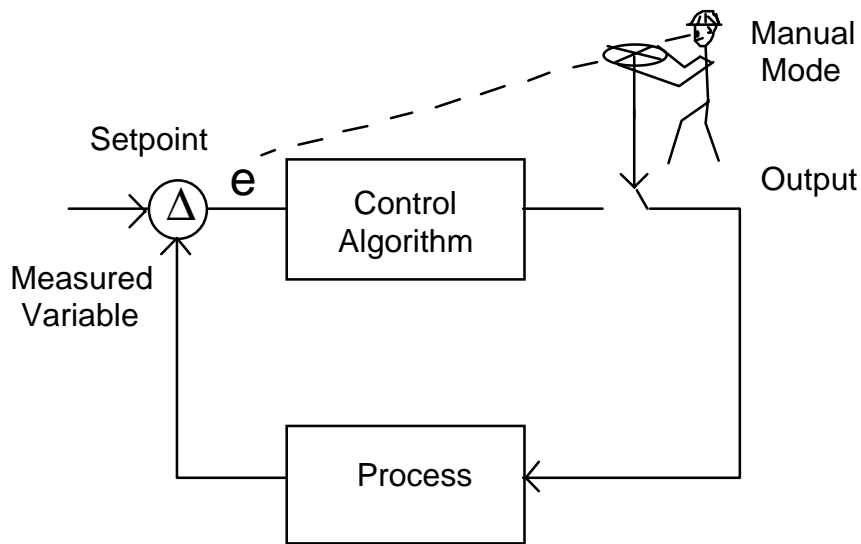 Manual
Mode
Setpoint
e
Output
Δ
Control
Algorithm
Measured
Variable
Process